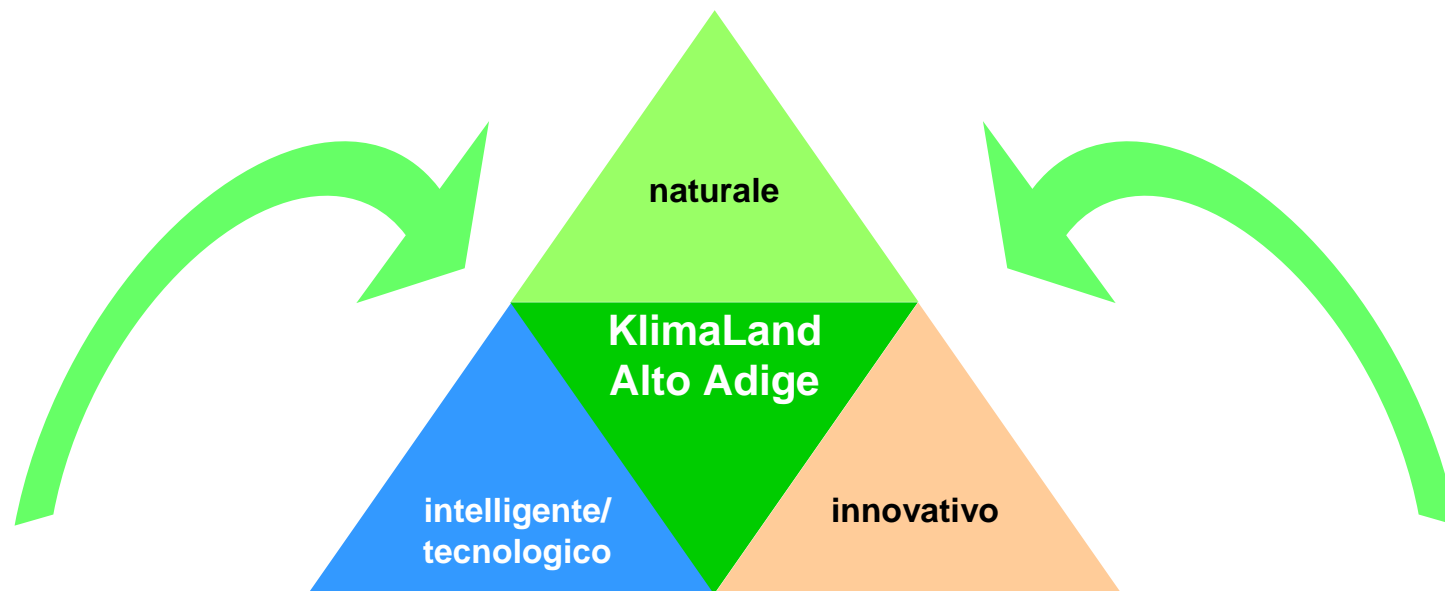 naturale
KlimaLand
Alto Adige
intelligente/
tecnologico
innovativo